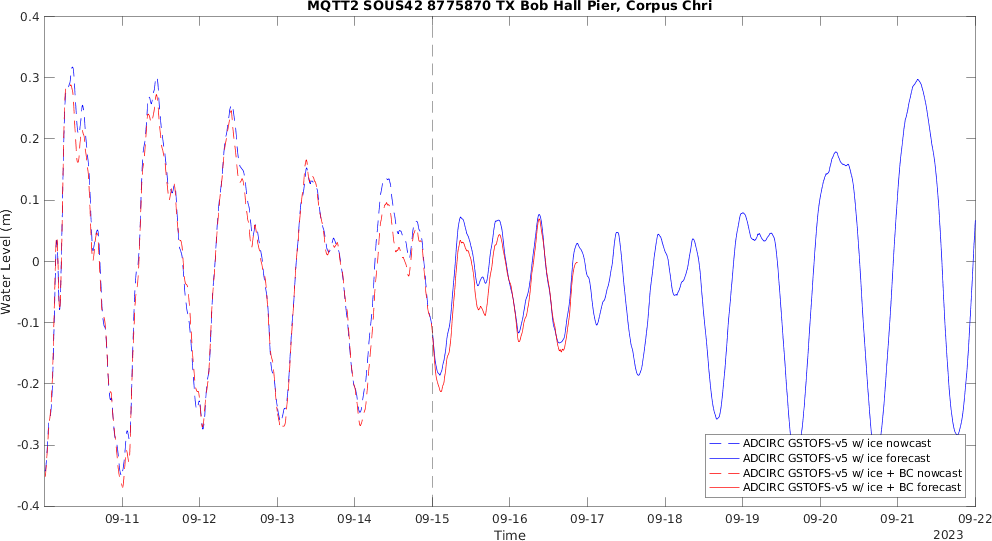 MQTT2 SOUS42 8775870 TX Bob Hall Pier, Corpus Chri
Water Level (m)
0.4
0.3
0.2
0.1
0
-0.1
-0.2
-0.3
-0.4
ADCIRC GSTOFS-v5 w/ ice nowcast
ADCIRC GSTOFS-v5 w/ ice forecast
ADCIRC GSTOFS-v5 w/ ice + BC nowcast
ADCIRC GSTOFS-v5 w/ ice + BC forecast
09-11 09-12 09-13 09-14 09-15 09-16 09-17 09-18 09-19 09-20 09-21 09-22
Time
2023